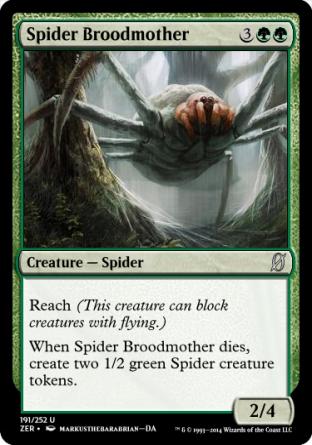 Spider Broodmother 3
Creature — Spider
Reach (This creature can block
creatures with flying.)
When Spider Broodmother dies,
create two 1/2 green Spider creature
tokens.
2/4
191/252 U
ZER • MARKUSTHEBARABRIAN—DA ™ & © 1993–2014 Wizards of the Coast LLC